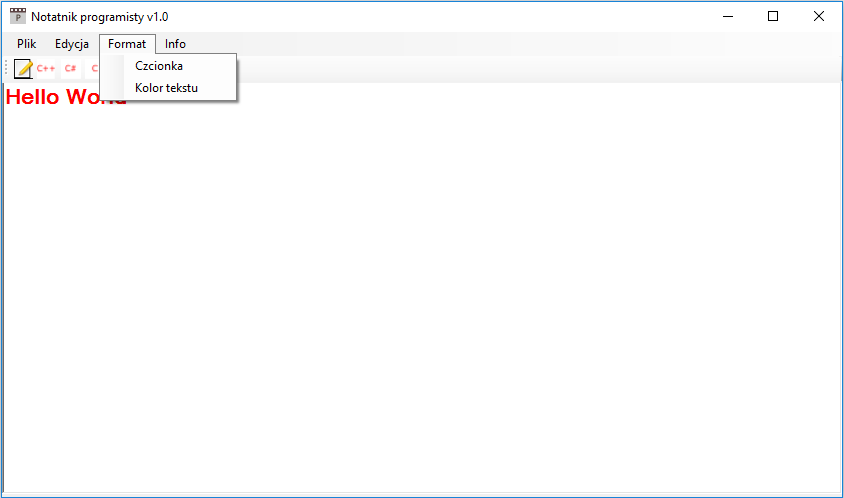 Notatnik programisty v1.0
Plik Edycja Format Info
Czcionka
C++ C# C
Kolor tekstu
Hello World